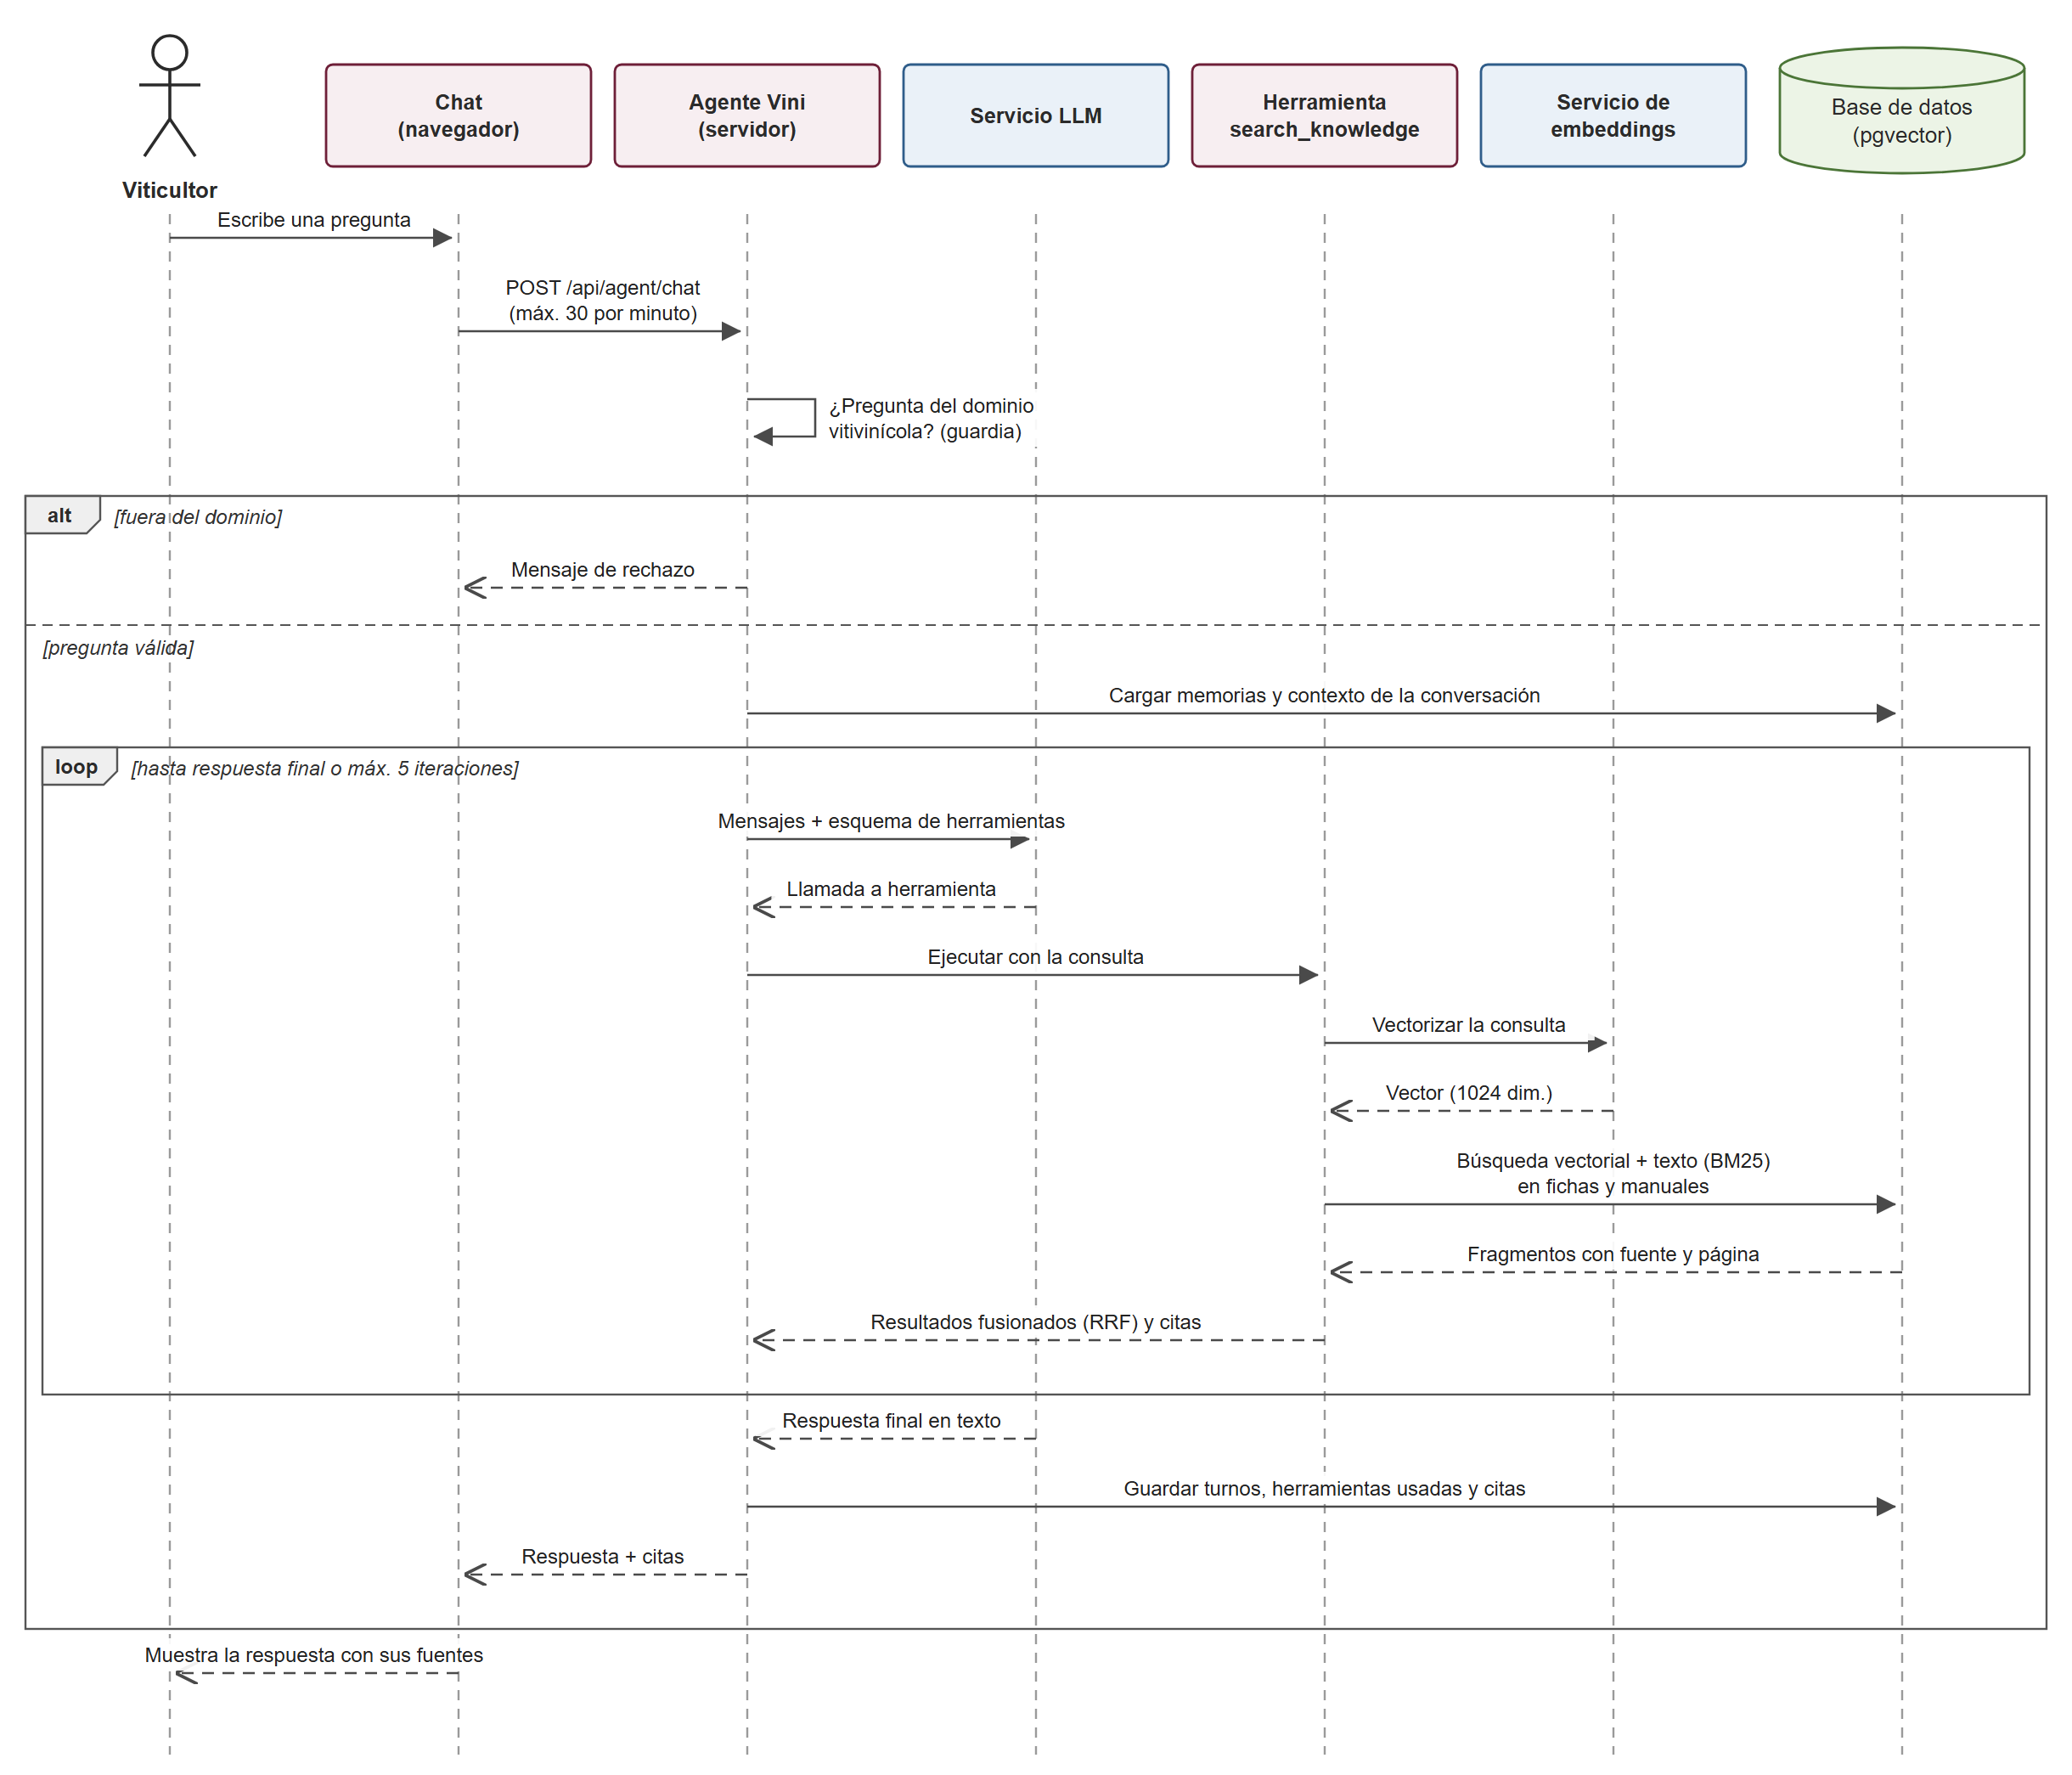 Viticultor
Chat
(navegador)
Agente Vini
(servidor)
Servicio LLM
Herramienta
search_knowledge
Servicio de
embeddings
Base de datos
(pgvector)
Escribe una pregunta
POST /api/agent/chat
(máx. 30 por minuto)
¿Pregunta del dominio
vitivinícola? (guardia)
alt
[fuera del dominio]
Mensaje de rechazo
[pregunta válida]
Cargar memorias y contexto de la conversación
loop
[hasta respuesta final o máx. 5 iteraciones]
Mensajes + esquema de herramientas
Llamada a herramienta
Ejecutar con la consulta
Vectorizar la consulta
Vector (1024 dim.)
Búsqueda vectorial + texto (BM25)
en fichas y manuales
Fragmentos con fuente y página
Resultados fusionados (RRF) y citas
Respuesta final en texto
Guardar turnos, herramientas usadas y citas
Respuesta + citas
Muestra la respuesta con sus fuentes